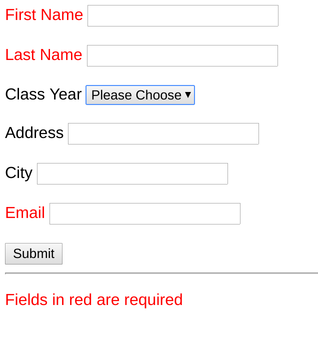 First Name
Last Name
Class Year Please Choose
Address
City
Email
Submit
Fields in red are required